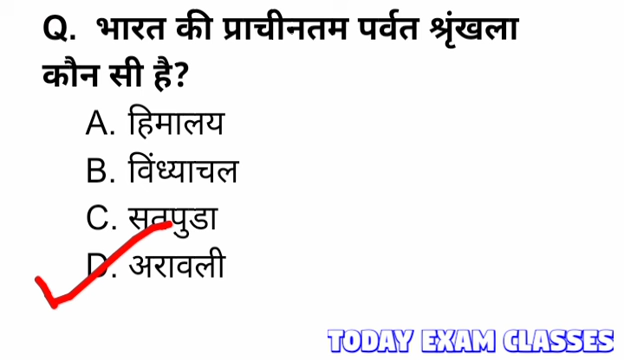 Q. भारत की प्राचीनतम पर्वत श्रृंखला
कौन सी है?
A. हिमालय
B. विंध्याचल
C. सतपुडा
D. अरावली
TODAY EXAM CLASSES